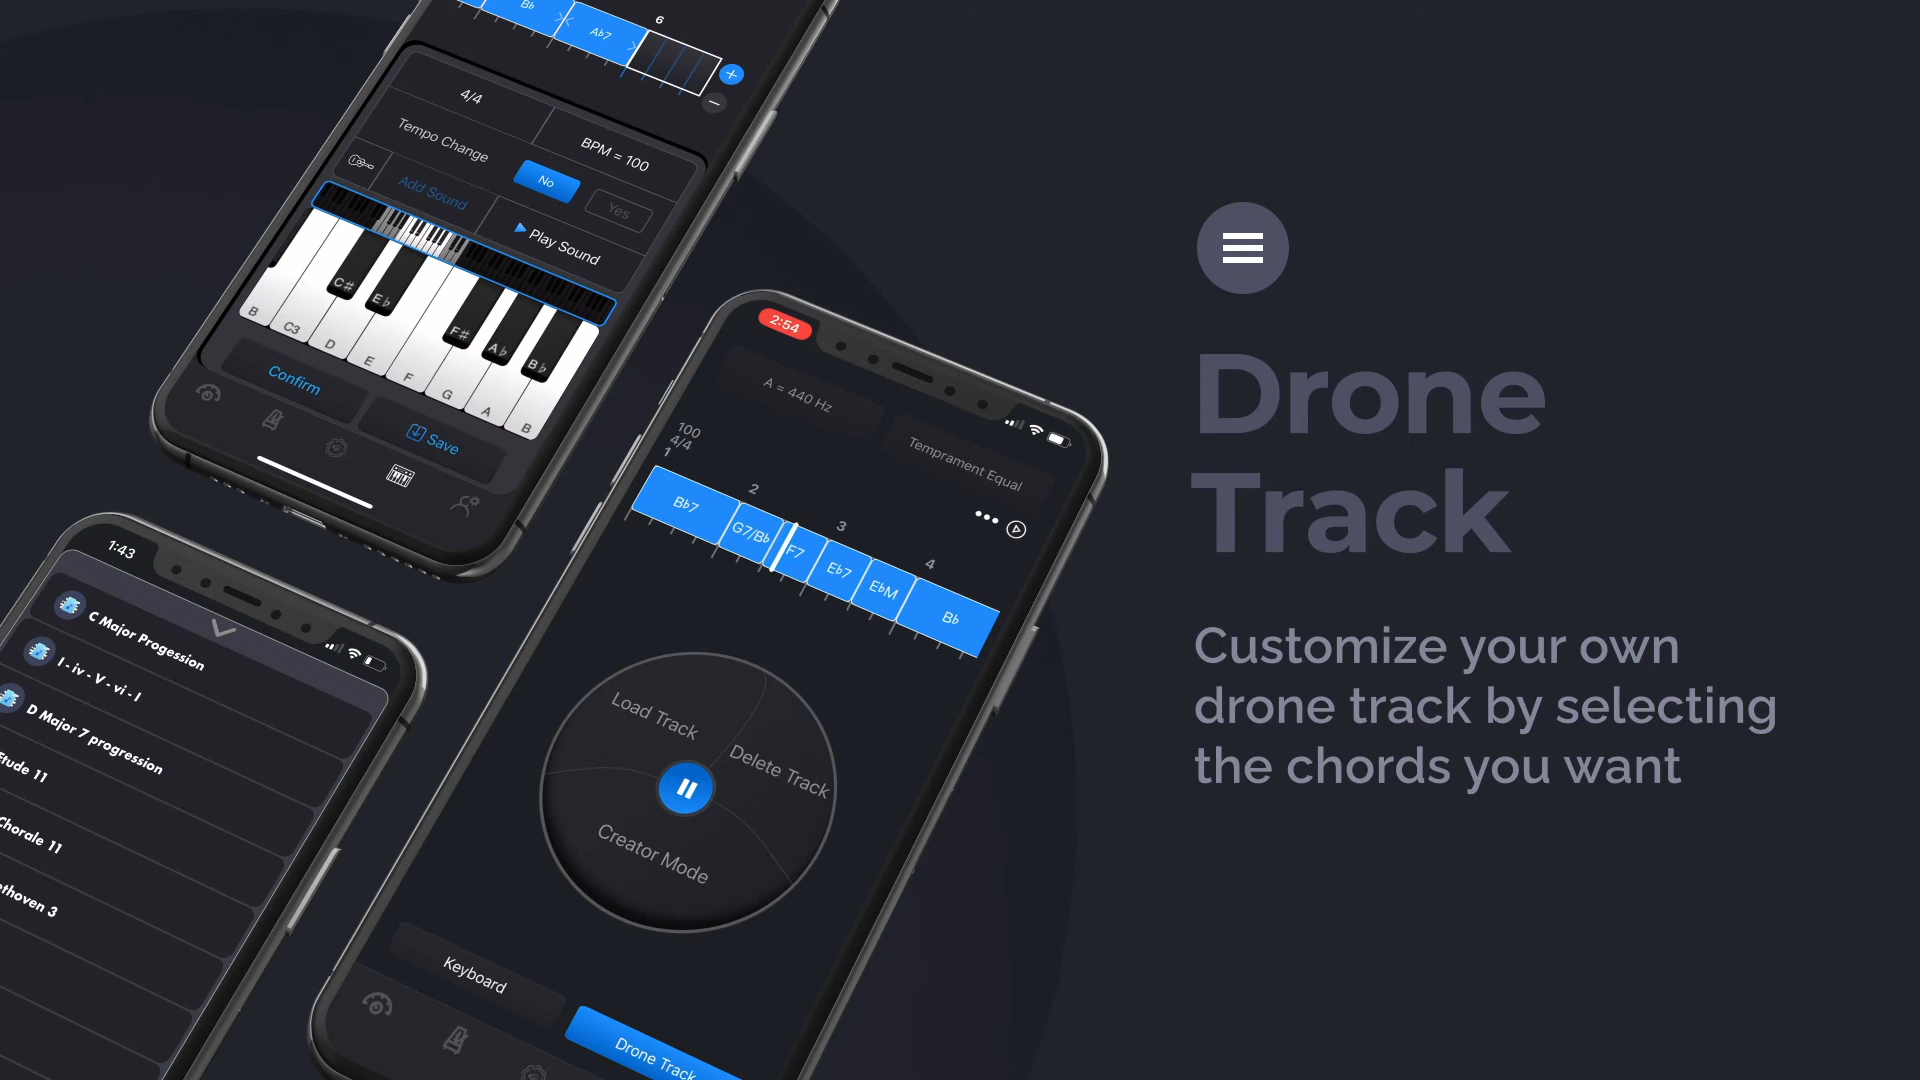 B♭
A♭7
6
4/4
BPM = 100
Tempo Change
No
Yes
Add Sound
Play Sound
C#
E♭
F#
A♭
B♭
B
C3
D
E
F
G
A
B
Confirm
Save
1:43
C Major Progession
I - iv - V - vi - I
D Major 7 progression
Etude 11
Chorale 11
ethoven 3
2:54
A = 440 Hz
Temprament Equal
100
4/4
1
2
3
4
B♭7
G7/B♭
F7
E♭7
E♭M
B♭
Load Track
Delete Track
Creator Mode
Keyboard
Drone Track
Drone
Track
Customize your own
drone track by selecting
the chords you want